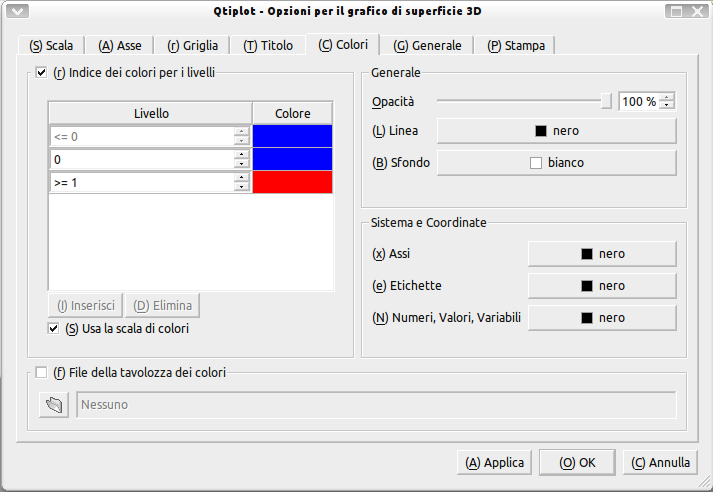 Qtiplot - Opzioni per il grafico di superficie 3D
(S) Scala (A) Asse (r) Griglia (T) Titolo (C) Colori (G) Generale (P) Stampa
(r) Indice dei colori per i livelli
Livello Colore
<= 0
0
>= 1
(I) Inserisci (D) Elimina
(S) Usa la scala di colori
Generale
Opacità 100 %
(L) Linea nero
(B) Sfondo bianco
Sistema e Coordinate
(x) Assi nero
(e) Etichette nero
(N) Numeri, Valori, Variabili nero
(f) File della tavolozza dei colori
Nessuno
(A) Applica (O) OK (C) Annulla